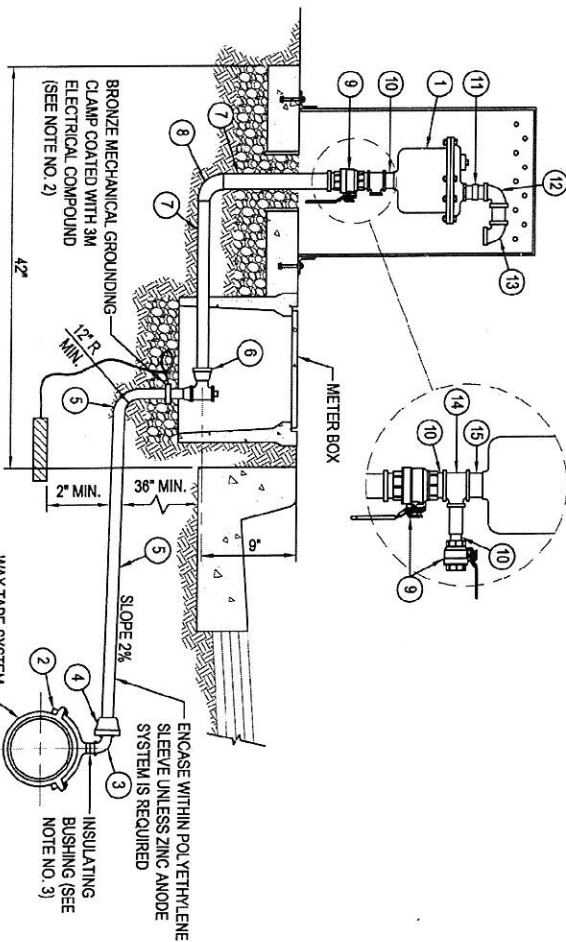 12
11
1
10
9
13
7
8
7
14
15
10
10
9
BRONZE MECHANICAL GROUNDING
CLAMP COATED WITH 3M
ELECTRICAL COMPOUND
(SEE NOTE NO. 2)
6
METER BOX
42"
12" R
MIN.
5
2" MIN.
36" MIN.
9"
5
SLOPE 2%
ENCASE WITHIN POLYETHYLENE
SLEEVE UNLESS ZINC ANODE
SYSTEM IS REQUIRED
4
3
2
INSULATING
BUSHING (SEE
NOTE NO. 3)
WAX TAPE SYSTEM